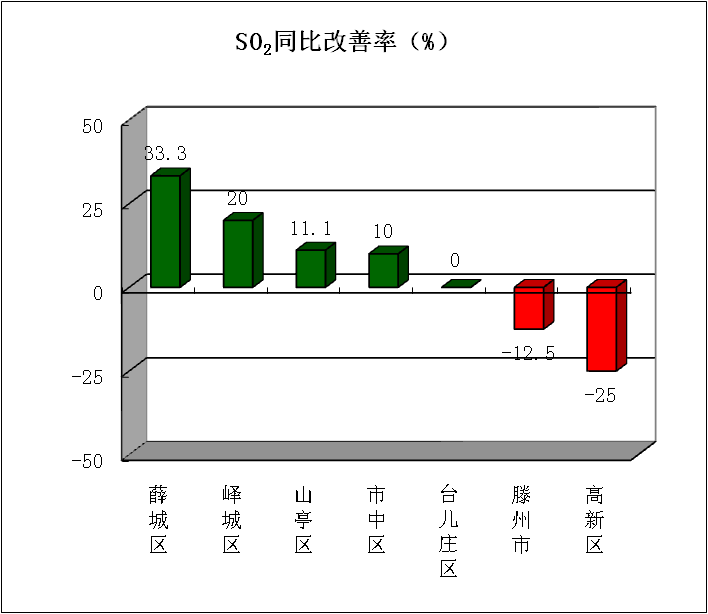 SO₂同比改善率（%）
50
25
0
-25
-50
33.3
20
11.1
10
0
-12.5
-25
薛城区
峄城区
山亭区
市中区
台儿庄区
滕州市
高新区